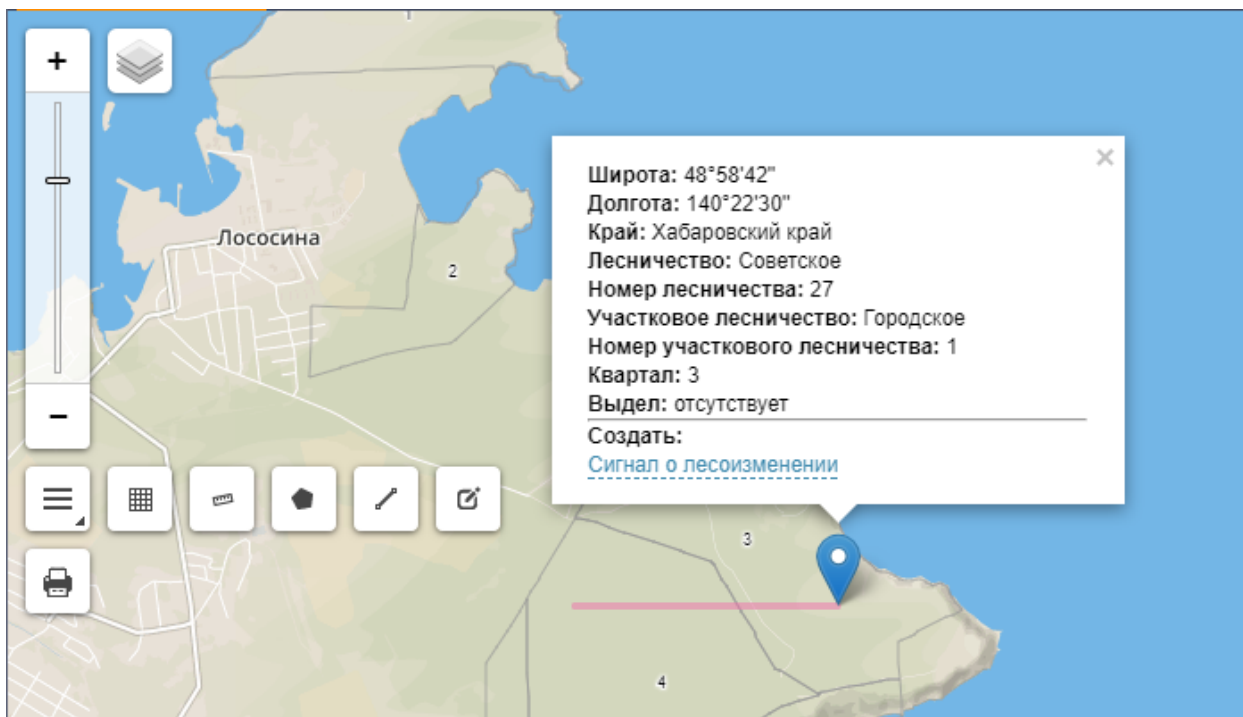 1
+
Лососина
2
−
×
Широта: 48°58'42"
Долгота: 140°22'30"
Край: Хабаровский край
Лесничество: Советское
Номер лесничества: 27
Участковое лесничество: Городское
Номер участкового лесничества: 1
Квартал: 3
Выдел: отсутствует
Создать:
Сигнал о лесоизменении
3
4